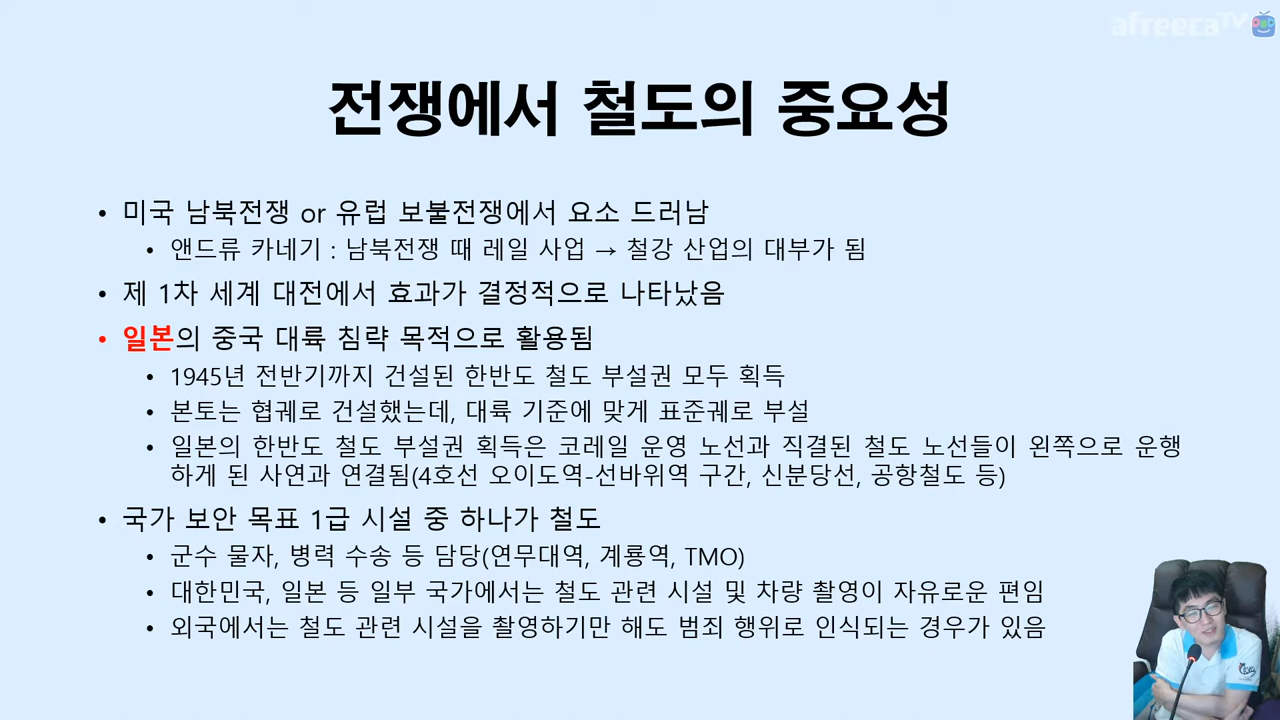 afreecaTV
전쟁에서 철도의 중요성
• 미국 남북전쟁 or 유럽 보불전쟁에서 요소 드러남
• 앤드류 카네기 : 남북전쟁 때 레일 사업 → 철강 산업의 대부가 됨
• 제 1차 세계 대전에서 효과가 결정적으로 나타났음
• 일본의 중국 대륙 침략 목적으로 활용됨
• 1945년 전반기까지 건설된 한반도 철도 부설권 모두 획득
• 본토는 협궤로 건설했는데, 대륙 기준에 맞게 표준궤로 부설
• 일본의 한반도 철도 부설권 획득은 코레일 운영 노선과 직결된 철도 노선들이 왼쪽으로 운행
하게 된 사연과 연결됨(4호선 오이도역-선바위역 구간, 신분당선, 공항철도 등)
• 국가 보안 목표 1급 시설 중 하나가 철도
• 군수 물자, 병력 수송 등 담당(연무대역, 계룡역, TMO)
• 대한민국, 일본 등 일부 국가에서는 철도 관련 시설 및 차량 촬영이 자유로운 편임
• 외국에서는 철도 관련 시설을 촬영하기만 해도 범죄 행위로 인식되는 경우가 있음